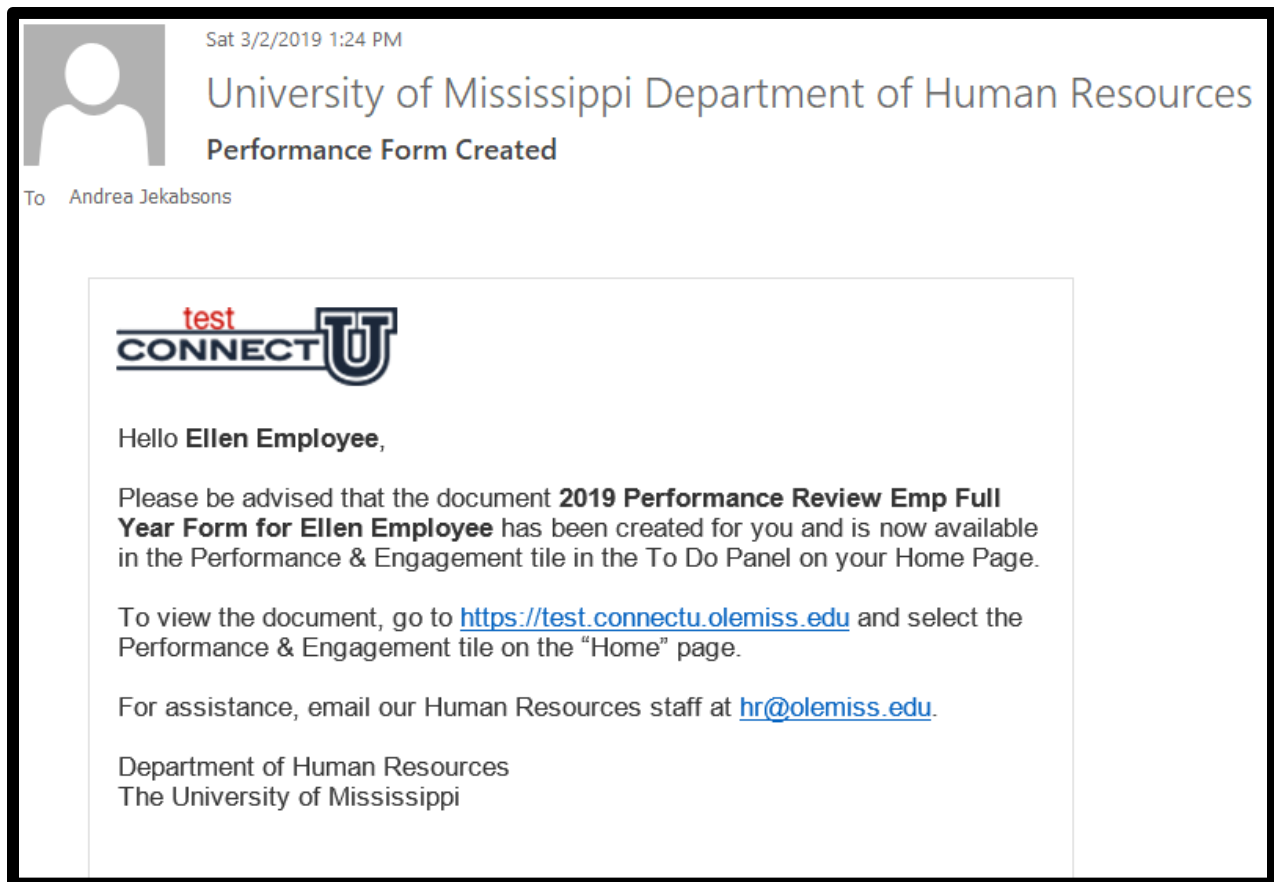 Sat 3/2/2019 1:24 PM
University of Mississippi Department of Human Resources
Performance Form Created
To Andrea Jekabsons
test
CONNECT U
Hello Ellen Employee,
Please be advised that the document 2019 Performance Review Emp Full
Year Form for Ellen Employee has been created for you and is now available
in the Performance & Engagement tile in the To Do Panel on your Home Page.
To view the document, go to https://test.connectu.olemiss.edu and select the
Performance & Engagement tile on the “Home” page.
For assistance, email our Human Resources staff at hr@olemiss.edu.
Department of Human Resources
The University of Mississippi